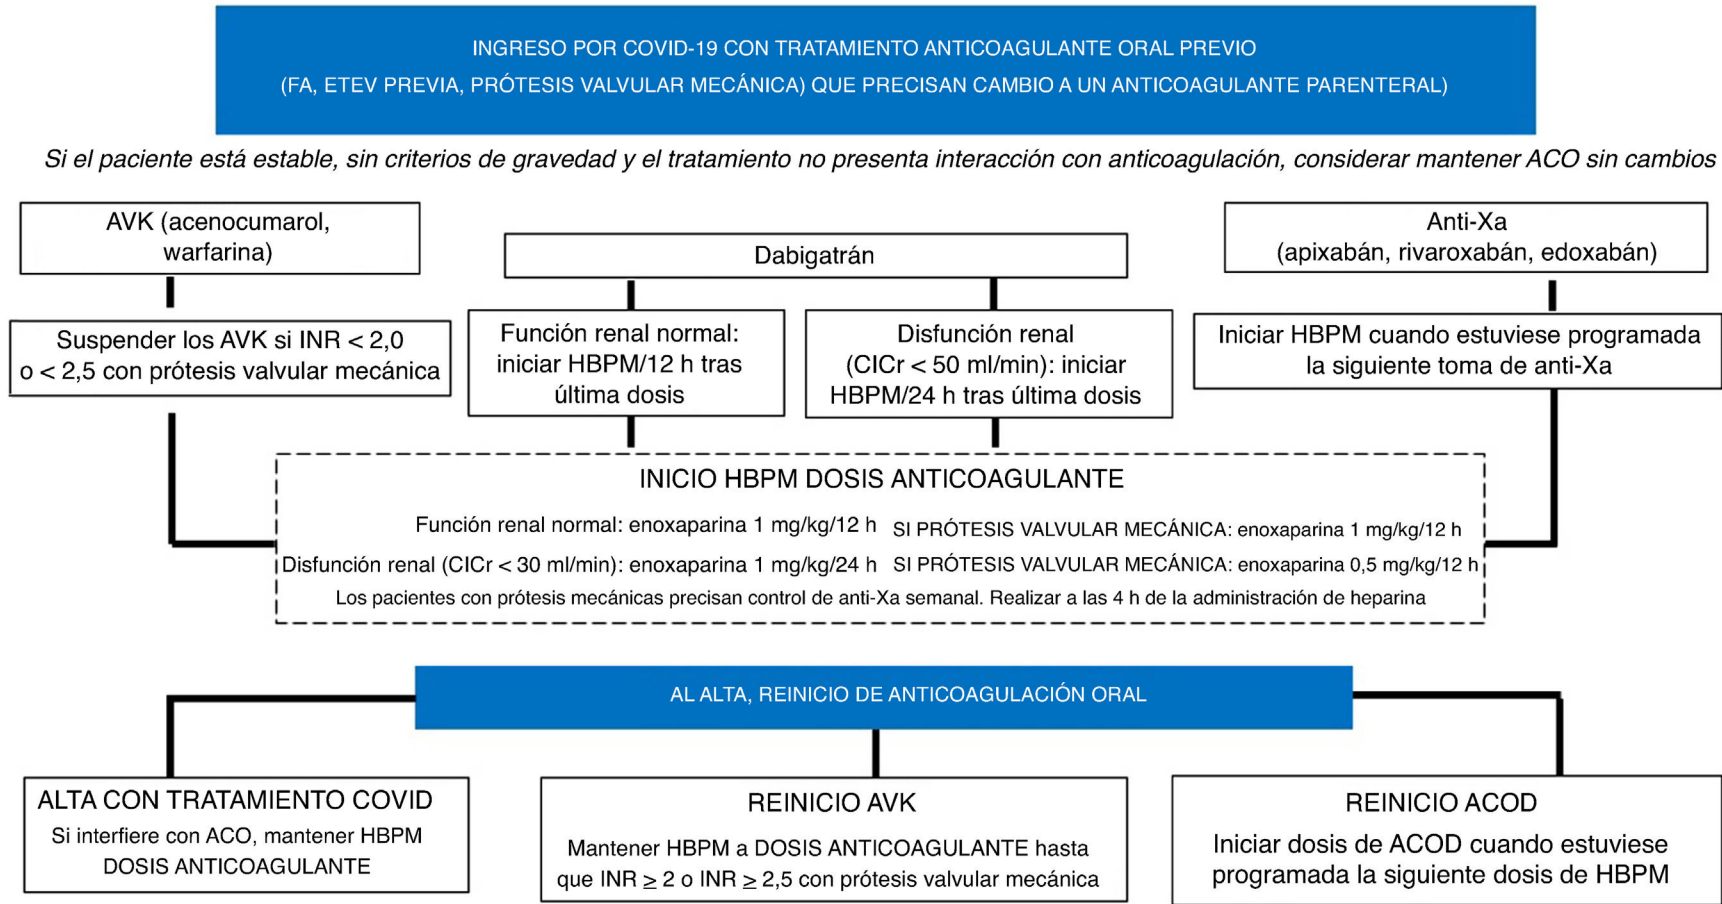 INGRESO POR COVID-19 CON TRATAMIENTO ANTICOAGULANTE ORAL PREVIO
(FA, ETEV PREVIA, PRÓTESIS VALVULAR MECÁNICA) QUE PRECISAN CAMBIO A UN ANTICOAGULANTE PARENTERAL)
Si el paciente está estable, sin criterios de gravedad y el tratamiento no presenta interacción con anticoagulación, considerar mantener ACO sin cambios
AVK (acenocumarol,
warfarina)
Suspender los AVK si INR < 2,0
o < 2,5 con prótesis valvular mecánica
Dabigatrán
Función renal normal:
iniciar HBPM/12 h tras
última dosis
Disfunción renal
(CICr < 50 ml/min): iniciar
HBPM/24 h tras última dosis
Anti-Xa
(apixabán, rivaroxabán, edoxabán)
Iniciar HBPM cuando estuviese programada
la siguiente toma de anti-Xa
INICIO HBPM DOSIS ANTICOAGULANTE
Función renal normal: enoxaparina 1 mg/kg/12 h SI PRÓTESIS VALVULAR MECÁNICA: enoxaparina 1 mg/kg/12 h
Disfunción renal (CICr < 30 ml/min): enoxaparina 1 mg/kg/24 h SI PRÓTESIS VALVULAR MECÁNICA: enoxaparina 0,5 mg/kg/12 h
Los pacientes con prótesis mecánicas precisan control de anti-Xa semanal. Realizar a las 4 h de la administración de heparina
AL ALTA, REINICIO DE ANTICOAGULACIÓN ORAL
ALTA CON TRATAMIENTO COVID
Si interfiere con ACO, mantener HBPM
DOSIS ANTICOAGULANTE
REINICIO AVK
Mantener HBPM a DOSIS ANTICOAGULANTE hasta
que INR ≥ 2 o INR ≥ 2,5 con prótesis valvular mecánica
REINICIO ACOD
Iniciar dosis de ACOD cuando estuviese
programada la siguiente dosis de HBPM